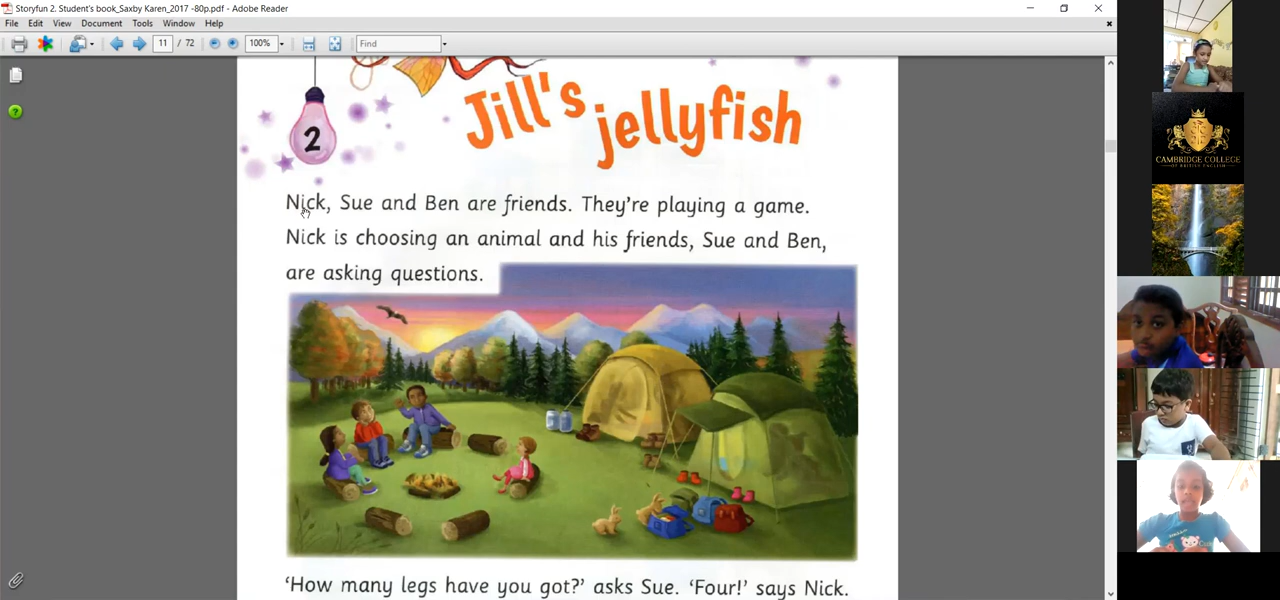 Storyfun 2. Student's book_Saxby Karen_2017 -80p.pdf - Adobe Reader
File Edit View Document Tools Window Help
11 / 72 100% Find
2
Jill's jellyfish
Nick, Sue and Ben are friends. They're playing a game.
Nick is choosing an animal and his friends, Sue and Ben,
are asking questions.
'How many legs have you got?' asks Sue. 'Four!' says Nick.
CAMBRIDGE COLLEGE
OF BRITISH ENGLISH